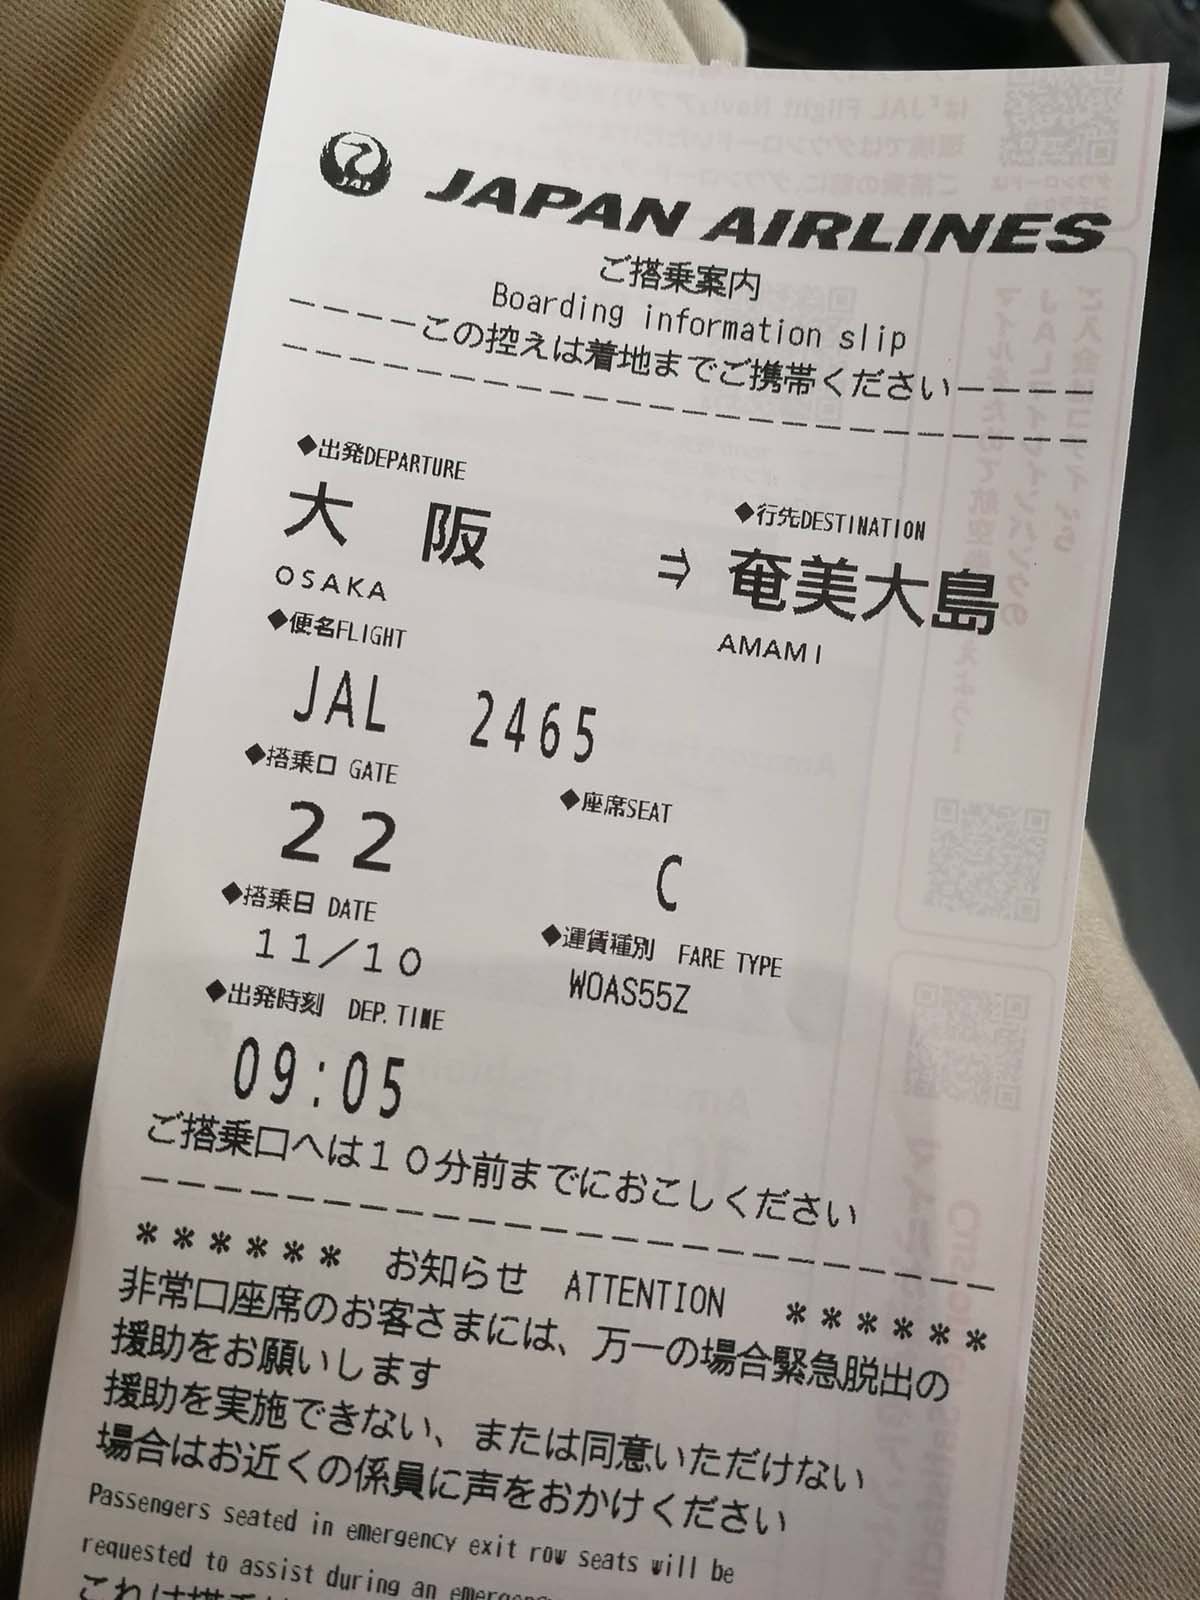 JAL JAPAN AIRLINES
ご搭乗案内
Boarding information slip
----この控えは着地までご携帯ください----
◆出発DEPARTURE ◆行先DESTINATION
大 阪 ⇒ 奄美大島
OSAKA AMAMI
◆便名FLIGHT
JAL 2465
◆搭乗口 GATE ◆座席SEAT
22 C
◆搭乗日 DATE ◆運賃種別 FARE TYPE
11/10 WOAS55Z
◆出発時刻 DEP.TIME
09:05
ご搭乗口へは10分前までにおこしください
****** お知らせ ATTENTION ******
非常口座席のお客さまには、万一の場合緊急脱出の
援助をお願いします
援助を実施できない、または同意いただけない
場合はお近くの係員に声をおかけください
Passengers seated in emergency exit row seats will be
requested to assist during an
これは搭